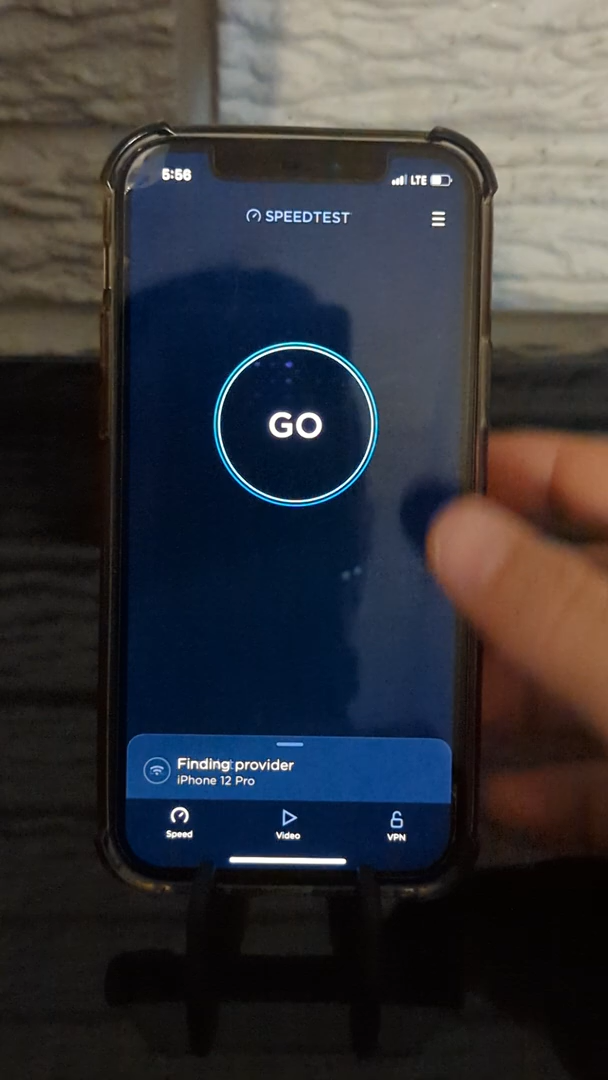 5:56 LTE
SPEEDTEST
GO
Finding provider
iPhone 12 Pro
Speed Video VPN